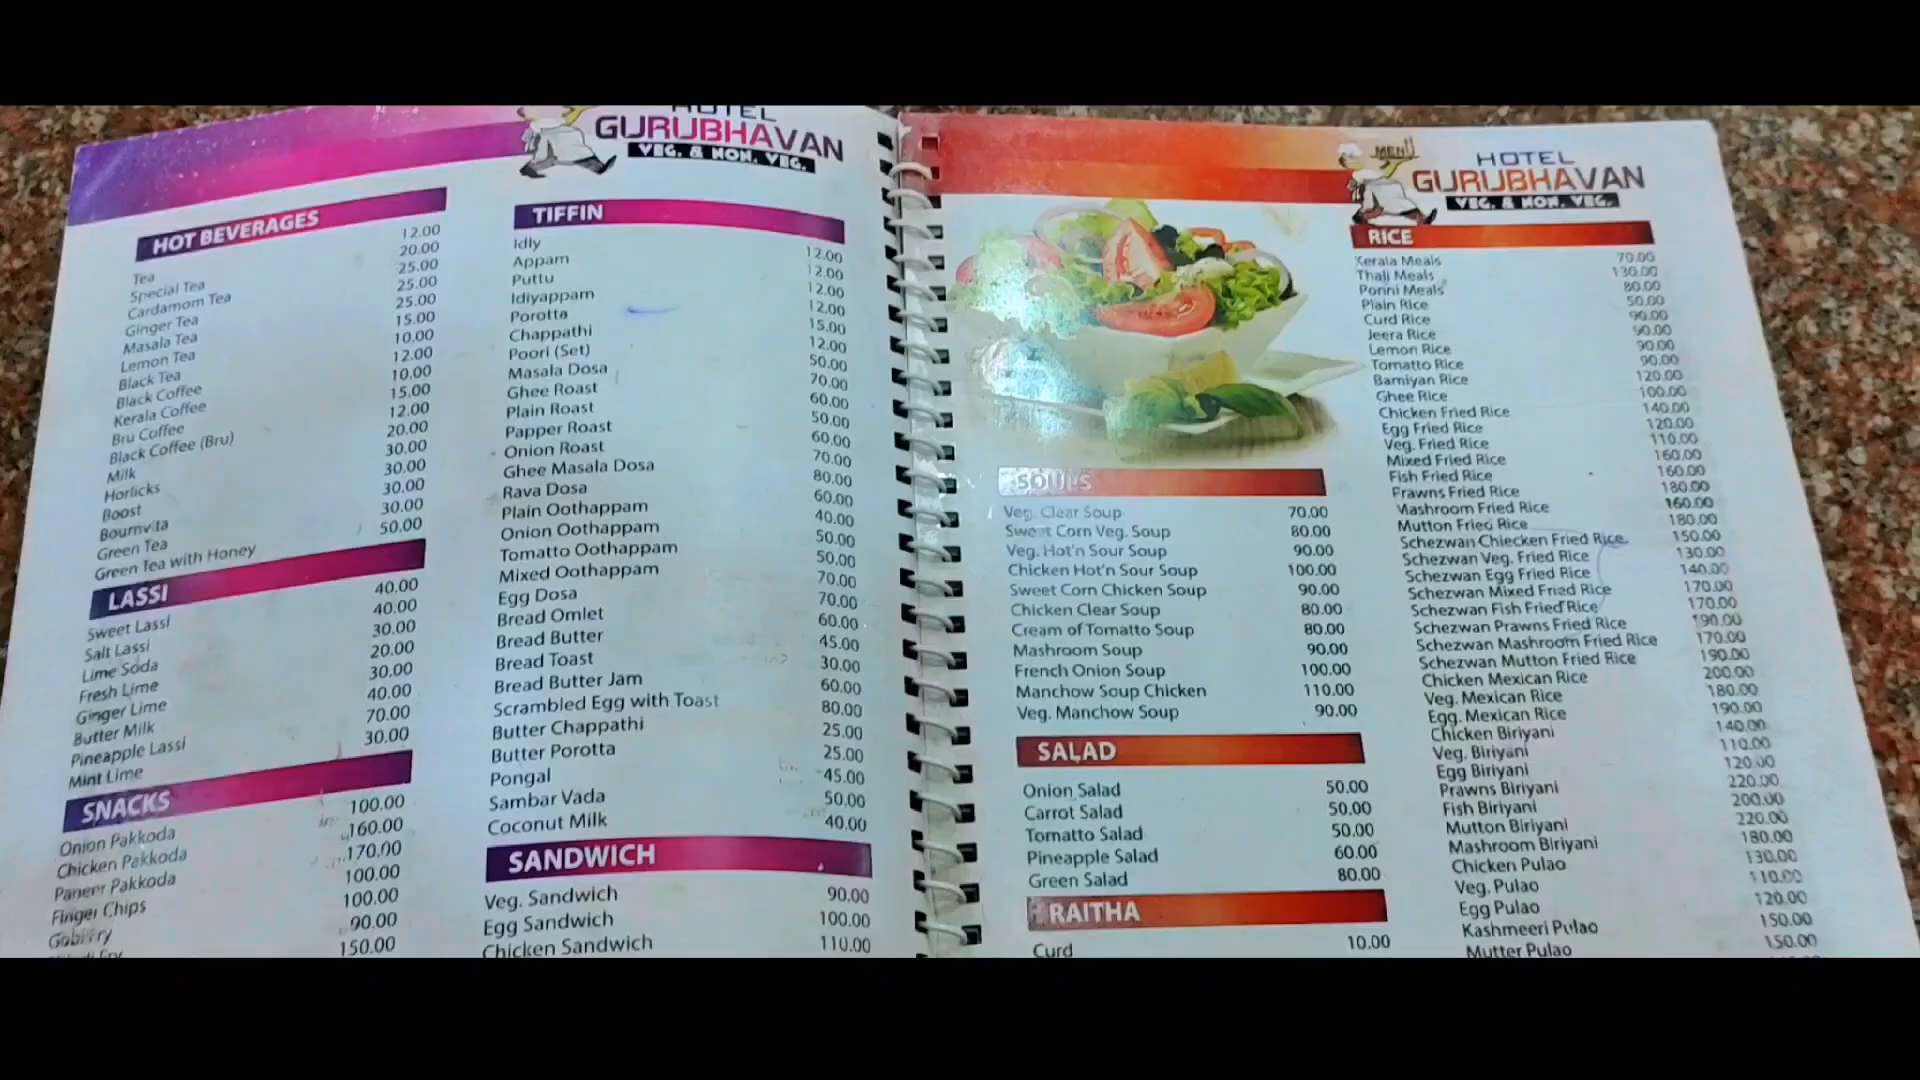 HOTEL
GURUBHAVAN
VEG. & NON. VEG.
HOT BEVERAGES
Tea 12.00
Special Tea 20.00
Cardamom Tea 25.00
Ginger Tea 25.00
Masala Tea 25.00
Lemon Tea 15.00
Black Tea 10.00
Black Coffee 12.00
Kerala Coffee 10.00
Bru Coffee 15.00
Black Coffee (Bru) 12.00
Milk 20.00
Horlicks 30.00
Boost 30.00
Bournvita 30.00
Green Tea 30.00
Green Tea with Honey 50.00
LASSI
Sweet Lassi 40.00
Salt Lassi 40.00
Lime Soda 30.00
Fresh Lime 20.00
Ginger Lime 30.00
Butter Milk 40.00
Pineapple Lassi 70.00
Mint Lime 30.00
SNACKS
Onion Pakkoda 100.00
Chicken Pakkoda 160.00
Paneer Pakkoda 170.00
Finger Chips 100.00
Gobi Fry 100.00
Fry 90.00
150.00
TIFFIN
Idly 12.00
Appam 12.00
Puttu 12.00
Idiyappam 12.00
Porotta 15.00
Chappathi 12.00
Poori (Set) 50.00
Masala Dosa 70.00
Ghee Roast 60.00
Plain Roast 50.00
Papper Roast 60.00
Onion Roast 70.00
Ghee Masala Dosa 80.00
Rava Dosa 60.00
Plain Oothappam 40.00
Onion Oothappam 50.00
Tomatto Oothappam 50.00
Mixed Oothappam 70.00
Egg Dosa 70.00
Bread Omlet 60.00
Bread Butter 45.00
Bread Toast 30.00
Bread Butter Jam 60.00
Scrambled Egg with Toast 80.00
Butter Chappathi 25.00
Butter Porotta 25.00
Pongal 45.00
Sambar Vada 50.00
Coconut Milk 40.00
SANDWICH
Veg. Sandwich 90.00
Egg Sandwich 100.00
Chicken Sandwich 110.00
MENU
HOTEL
GURUBHAVAN
VEG. & NON. VEG.
SOUPS
Veg. Clear Soup 70.00
Sweet Corn Veg. Soup 80.00
Veg. Hot'n Sour Soup 90.00
Chicken Hot'n Sour Soup 100.00
Sweet Corn Chicken Soup 90.00
Chicken Clear Soup 80.00
Cream of Tomatto Soup 80.00
Mashroom Soup 90.00
French Onion Soup 100.00
Manchow Soup Chicken 110.00
Veg. Manchow Soup 90.00
SALAD
Onion Salad 50.00
Carrot Salad 50.00
Tomatto Salad 50.00
Pineapple Salad 60.00
Green Salad 80.00
RAITHA
Curd 10.00
RICE
Kerala Meals 70.00
Thali Meals 130.00
Ponni Meals 80.00
Plain Rice 50.00
Curd Rice 90.00
Jeera Rice 90.00
Lemon Rice 90.00
Tomatto Rice 90.00
Bamiyan Rice 120.00
Ghee Rice 100.00
Chicken Fried Rice 140.00
Egg Fried Rice 120.00
Veg. Fried Rice 110.00
Mixed Fried Rice 160.00
Fish Fried Rice 160.00
Prawns Fried Rice 180.00
Mashroom Fried Rice 160.00
Mutton Fried Rice 180.00
Schezwan Chiecken Fried Rice 150.00
Schezwan Veg. Fried Rice 130.00
Schezwan Egg Fried Rice 140.00
Schezwan Mixed Fried Rice 170.00
Schezwan Fish Fried Rice 170.00
Schezwan Prawns Fried Rice 190.00
Schezwan Mashroom Fried Rice 170.00
Schezwan Mutton Fried Rice 190.00
Chicken Mexican Rice 200.00
Veg. Mexican Rice 180.00
Egg. Mexican Rice 190.00
Chicken Biriyani 140.00
Veg. Biriyani 110.00
Egg Biriyani 120.00
Prawns Biriyani 220.00
Fish Biriyani 200.00
Mutton Biriyani 220.00
Mashroom Biriyani 180.00
Chicken Pulao 130.00
Veg. Pulao 110.00
Egg Pulao 120.00
Kashmeeri Pulao 150.00
Mutter Pulao 150.00